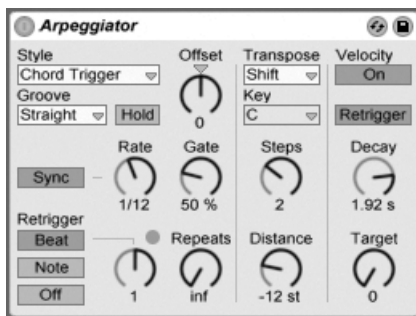 Arpeggiator
Style Offset Transpose Velocity
Chord Trigger Shift On
Groove Key
Straight Hold 0 C Retrigger
Rate Gate Steps Decay
Sync
1/12 50 % 2 1.92 s
Retrigger
Beat Repeats Distance Target
Note
Off 1 inf -12 st 0